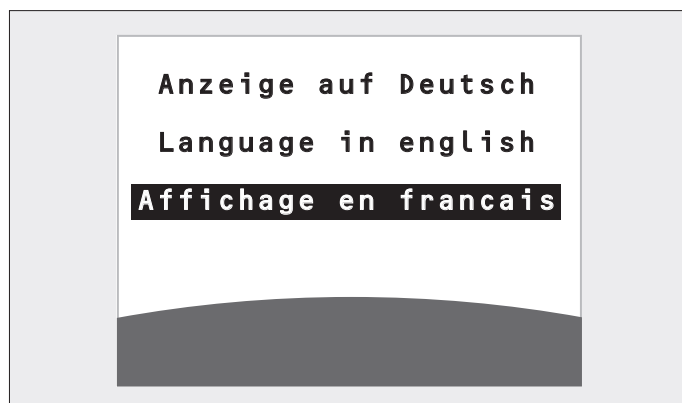 Anzeige auf Deutsch
Language in english
Affichage en francais